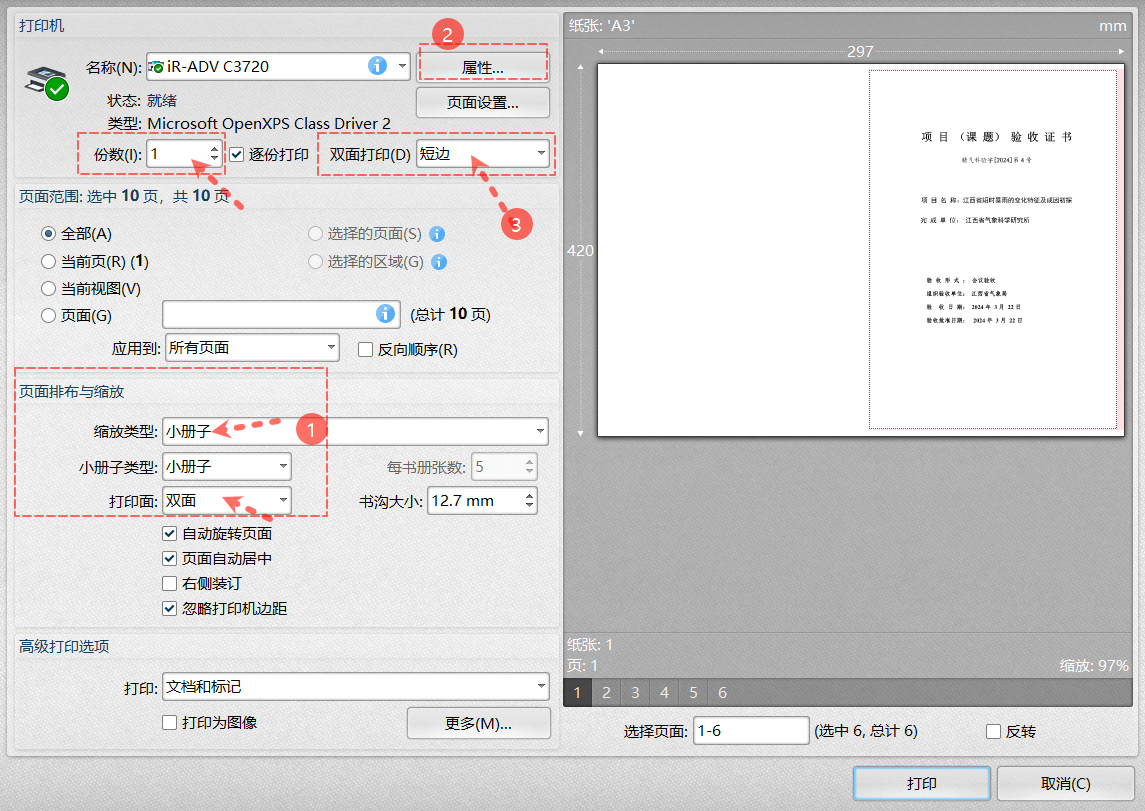 打印机
名称(N): iR-ADV C3720
属性...
2
状态: 就绪
页面设置...
类型: Microsoft OpenXPS Class Driver 2
份数(I): 1
逐份打印
双面打印(D) 短边
3
页面范围: 选中 10 页，共 10 页
全部(A)
选择的页面(S)
当前页(R) (1)
选择的区域(G)
当前视图(V)
页面(G)
(总计 10 页)
应用到: 所有页面
反向顺序(R)
页面排布与缩放
缩放类型: 小册子
1
小册子类型: 小册子
每书册张数: 5
打印面: 双面
书沟大小: 12.7 mm
自动旋转页面
页面自动居中
右侧装订
忽略打印机边距
高级打印选项
打印: 文档和标记
打印为图像
更多(M)...
纸张: 'A3'
mm
297
420
项 目 （课 题） 验 收 证 书
赣气科验字[2024]第 4 号
项 目 名 称: 江西省短时暴雨的变化特征及成因初探
完 成 单 位: 江西省气象科学研究所
验 收 形 式: 会议验收
组织验收单位: 江西省气象局
验 收 日 期: 2024 年 3 月 22 日
验收批准日期: 2024 年 3 月 22 日
纸张: 1
页: 1
缩放: 97%
1 2 3 4 5 6
选择页面: 1-6 (选中 6, 总计 6)
反转
打印
取消(C)